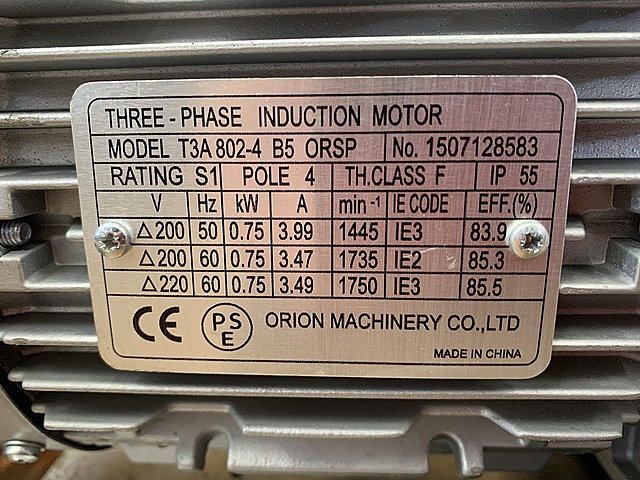 THREE-PHASE INDUCTION MOTOR
MODEL T3A 802-4 B5 ORSP No. 1507128583
RATING S1 POLE 4 TH.CLASS F IP 55
V Hz kW A min⁻¹ IE CODE EFF.(%)
△200 50 0.75 3.99 1445 IE3 83.9
△200 60 0.75 3.47 1735 IE2 85.3
△220 60 0.75 3.49 1750 IE3 85.5
CE PSE ORION MACHINERY CO.,LTD
MADE IN CHINA